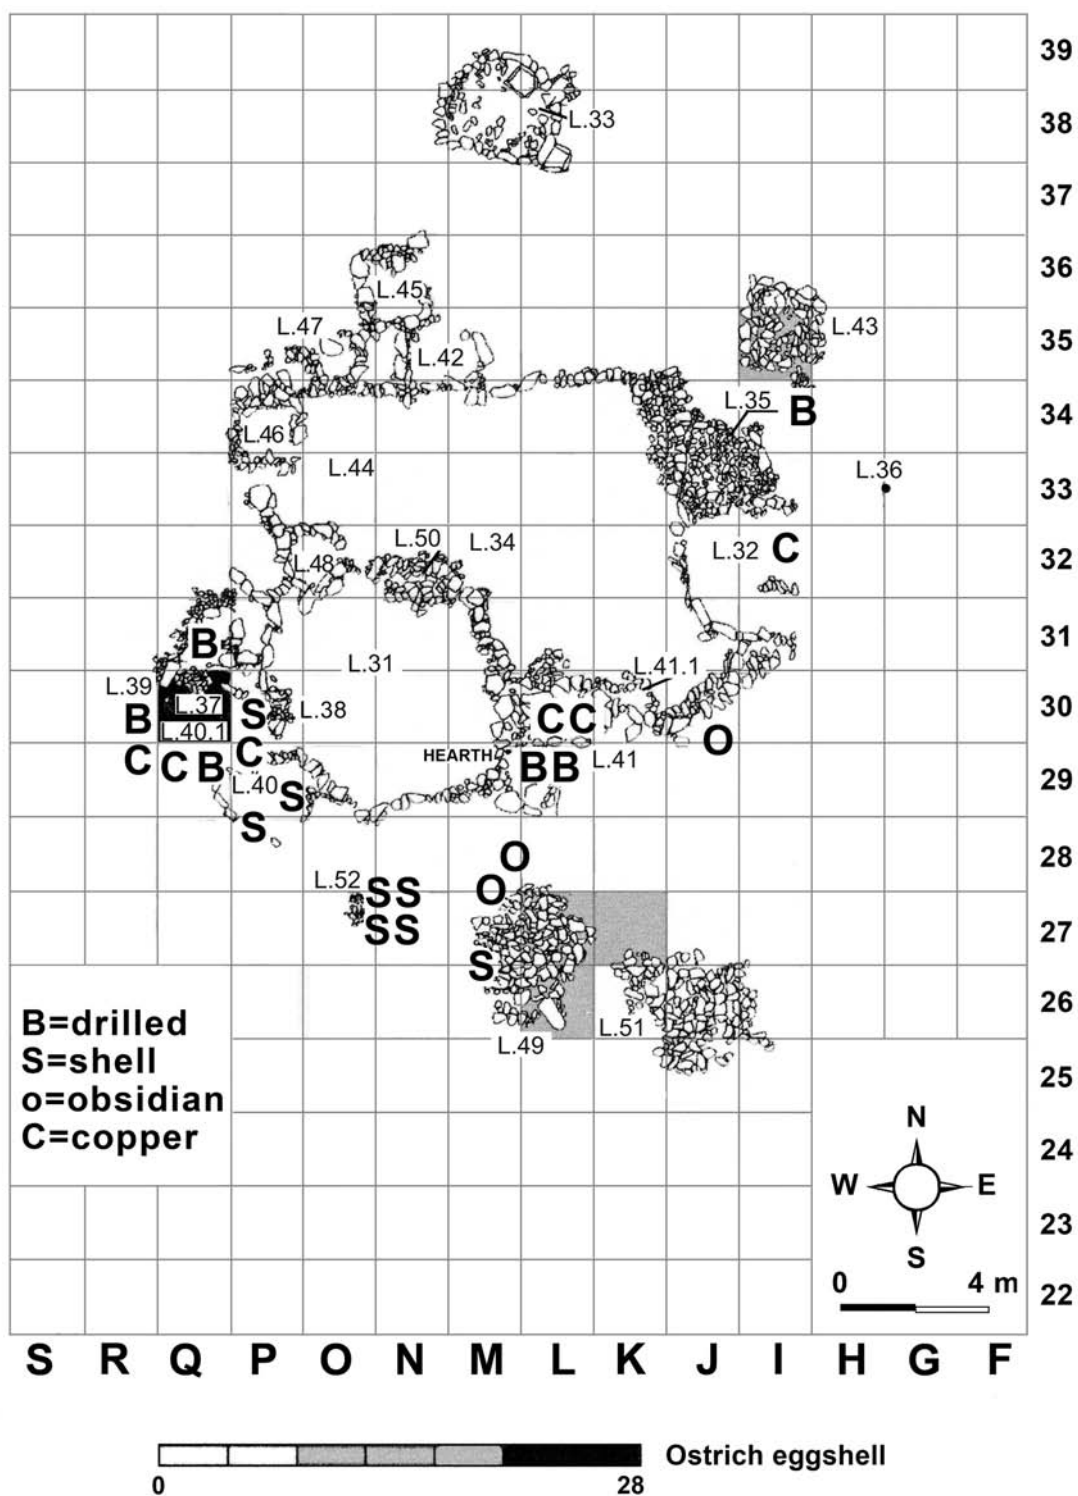 39
L.33
38
37
36
L.45
L.47
L.43
35
L.42
L.35
B
34
L.46
L.44
L.36
33
L.50
L.34
L.32
C
32
L.48
B
31
L.31
L.41.1
L.39
L.37
S
L.38
30
B
CC
L.40.1
O
C
CB
C
HEARTH
BB
L.41
L.40
S
29
S
O
28
L.52
SS
O
SS
27
S
B=drilled
S=shell
o=obsidian
C=copper
L.51
26
L.49
25
N
24
W
E
23
S
0
4 m
22
S R Q P O N M L K J I H G F
Ostrich eggshell
0
28